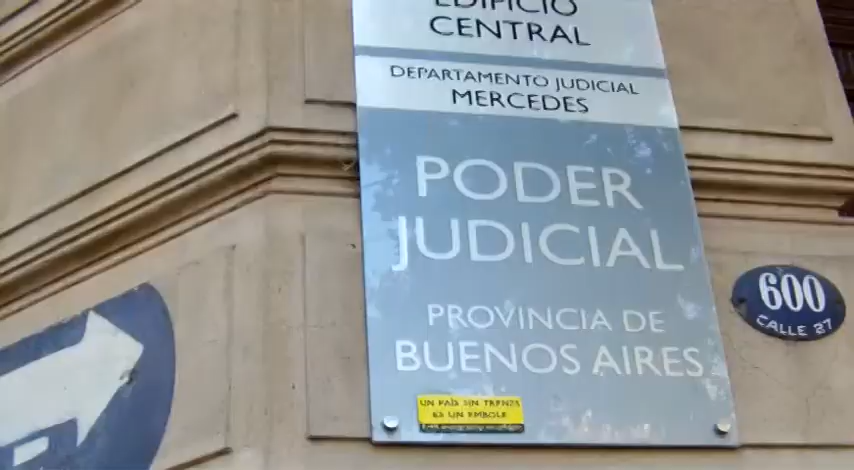 EDIFICIO
CENTRAL
DEPARTAMENTO JUDICIAL
MERCEDES
PODER
JUDICIAL
PROVINCIA DE
BUENOS AIRES
UN PAÍS SIN TRENES
ES UN EMBOLE
600
CALLE 27